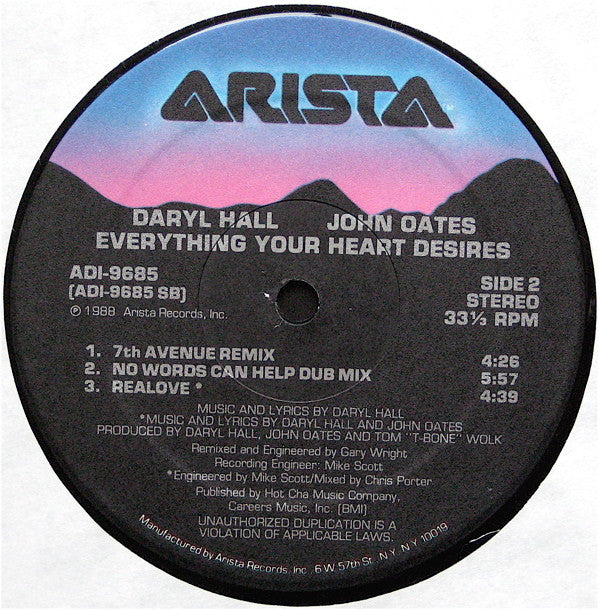 ARISTA
DARYL HALL JOHN OATES
EVERYTHING YOUR HEART DESIRES
ADI-9685
(ADI-9685 SB)
℗ 1988 Arista Records, Inc.
SIDE 2
STEREO
33⅓ RPM
1. 7th AVENUE REMIX 4:26
2. NO WORDS CAN HELP DUB MIX 5:57
3. REALOVE * 4:39
MUSIC AND LYRICS BY DARYL HALL
*MUSIC AND LYRICS BY DARYL HALL AND JOHN OATES
PRODUCED BY DARYL HALL, JOHN OATES AND TOM "T-BONE" WOLK
Remixed and Engineered by Gary Wright
Recording Engineer: Mike Scott
*Engineered by Mike Scott/Mixed by Chris Porter
Published by Hot Cha Music Company,
Careers Music, Inc. (BMI)
UNAUTHORIZED DUPLICATION IS A
VIOLATION OF APPLICABLE LAWS.
Manufactured by Arista Records, Inc., 6 W. 57th St., N.Y., N.Y. 10019